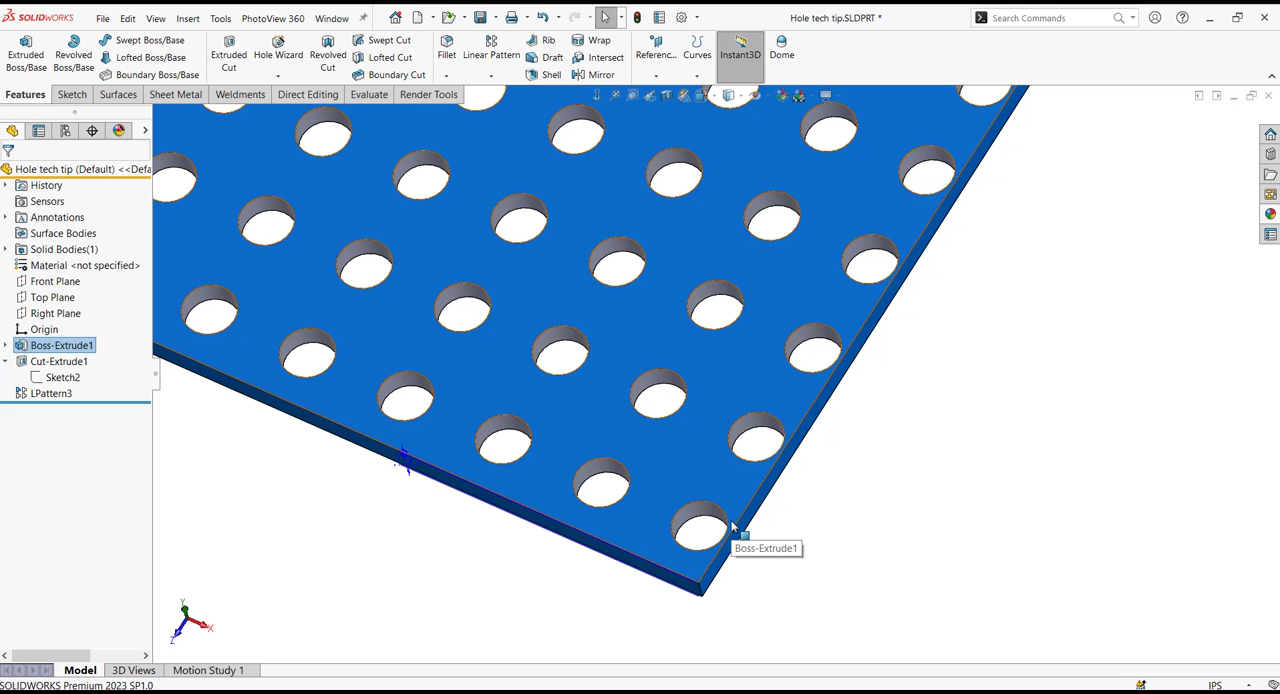 SOLIDWORKS File Edit View Insert Tools PhotoView 360 Window Hole tech tip.SLDPRT * Search Commands
Extruded Boss/Base
Revolved Boss/Base
Swept Boss/Base
Lofted Boss/Base
Boundary Boss/Base
Extruded Cut
Hole Wizard
Revolved Cut
Swept Cut
Lofted Cut
Boundary Cut
Fillet
Linear Pattern
Rib
Draft
Shell
Wrap
Intersect
Mirror
Referenc...
Curves
Instant3D
Dome
Features Sketch Surfaces Sheet Metal Weldments Direct Editing Evaluate Render Tools
Hole tech tip (Default) <<Defa
History
Sensors
Annotations
Surface Bodies
Solid Bodies(1)
Material <not specified>
Front Plane
Top Plane
Right Plane
Origin
Boss-Extrude1
Cut-Extrude1
Sketch2
LPattern3
Boss-Extrude1
Y
X
Z
Model 3D Views Motion Study 1
SOLIDWORKS Premium 2023 SP1.0 IPS